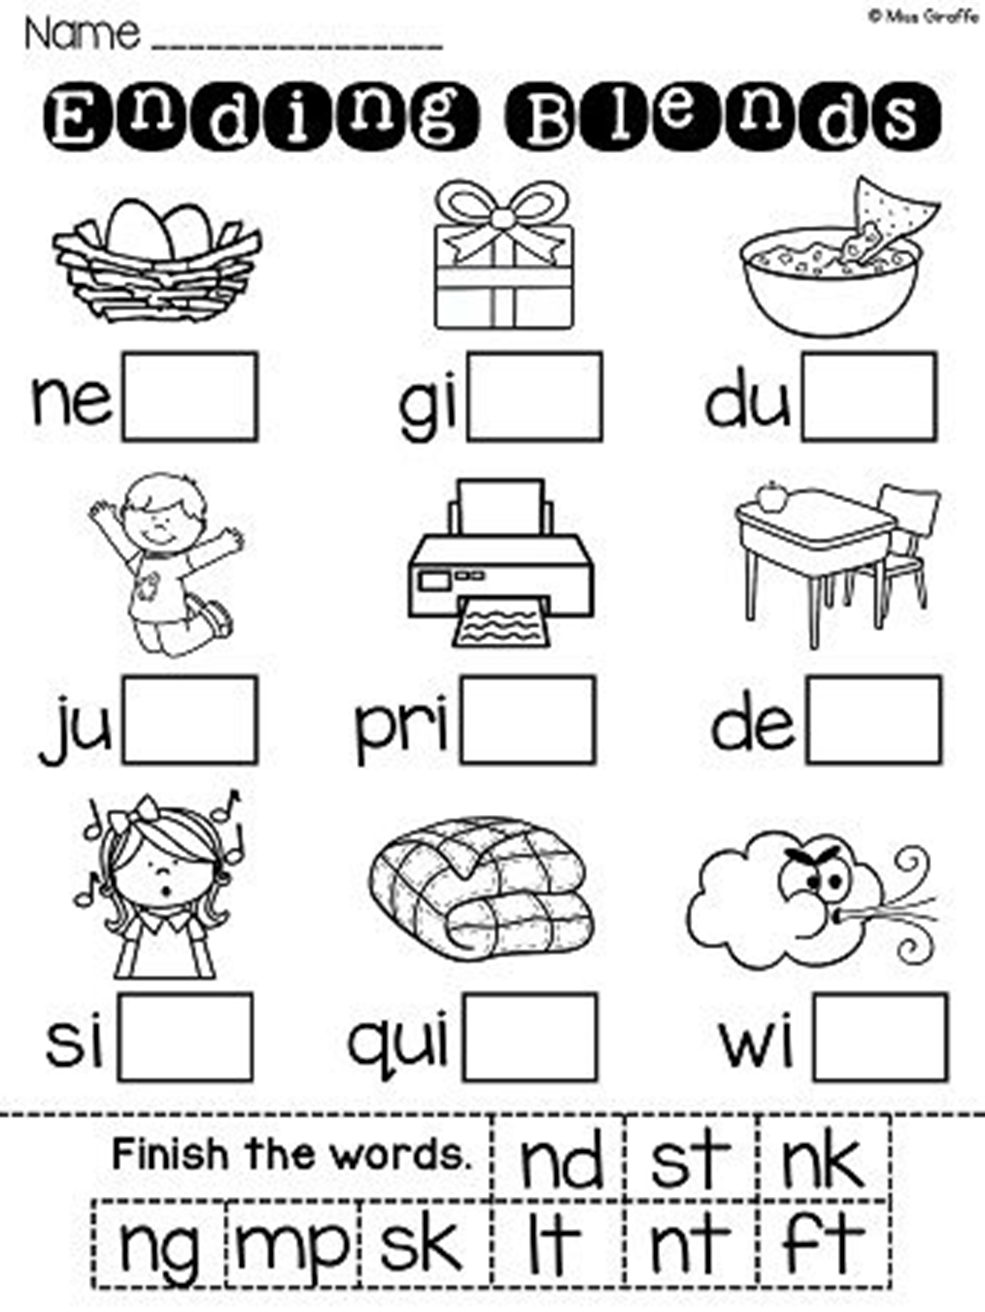 Name _______________ © Miss Giraffe
Ending Blends
ne gi du
ju pri de
si qui wi
Finish the words. nd st nk
ng mp sk lt nt ft